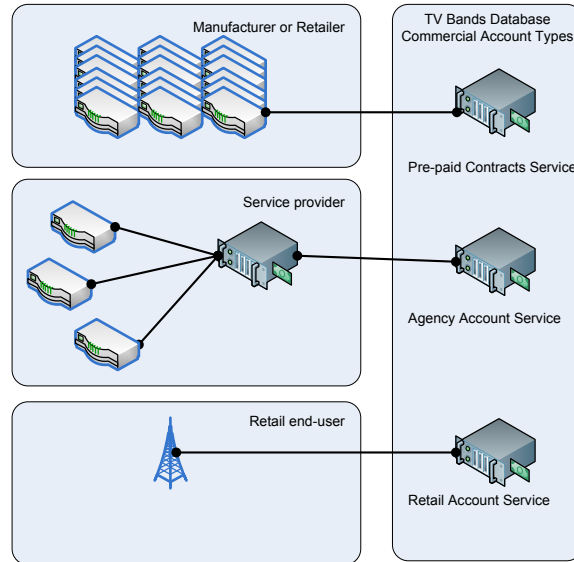 Manufacturer or Retailer
TV Bands Database
Commercial Account Types
Pre-paid Contracts Service
Service provider
Agency Account Service
Retail end-user
Retail Account Service